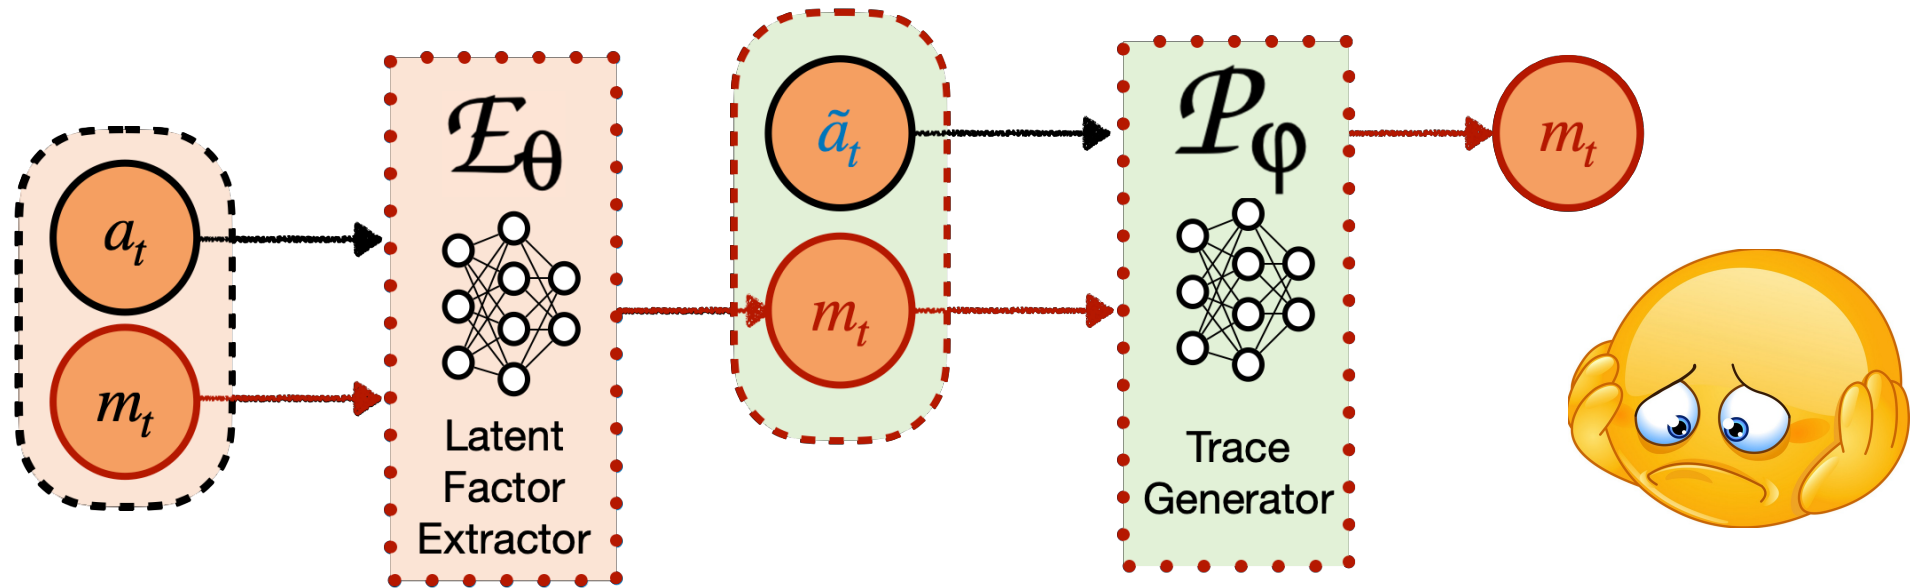 a_t
m_t
ℰ_θ
Latent
Factor
Extractor
ã_t
m_t
𝒫_φ
Trace
Generator
m_t